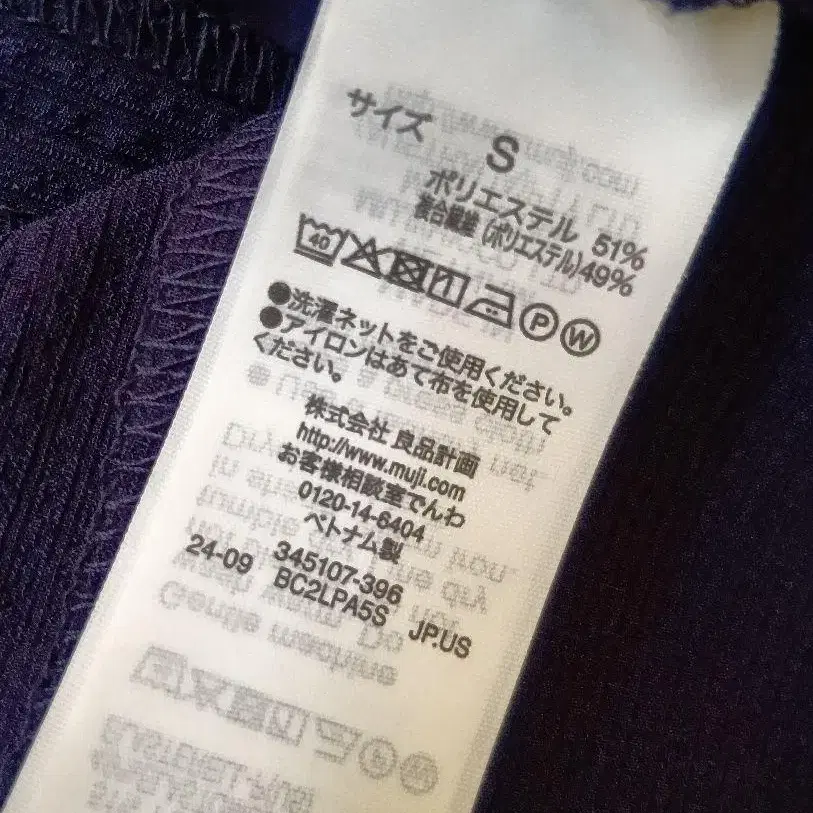 サイズ S
ポリエステル 51%
複合繊維(ポリエステル)49%
40 P W
●洗濯ネットをご使用ください。
●アイロンはあて布を使用して
ください。
株式会社 良品計画
http://www.muji.com
お客様相談室でんわ
0120-14-6404
ベトナム製
345107-396
24-09 BC2LPA5S JP.US